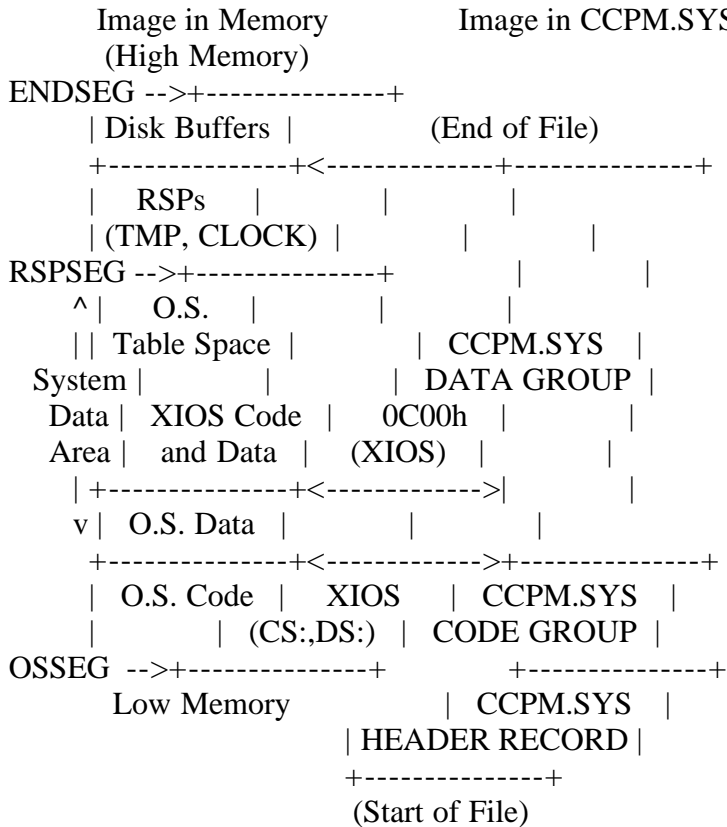 Image in Memory Image in CCPM.SYS
(High Memory)
ENDSEG -->+---------------+
| Disk Buffers | (End of File)
+---------------+<-------------+---------------+
| RSPs | | |
| (TMP, CLOCK) | | |
RSPSEG -->+---------------+ | |
^ | O.S. | | |
| | Table Space | | CCPM.SYS |
System | | | DATA GROUP |
Data | XIOS Code | 0C00h | |
Area | and Data | (XIOS) | |
| +---------------+<------------->| |
v | O.S. Data | | |
+---------------+<------------->+---------------+
| O.S. Code | XIOS | CCPM.SYS |
| | (CS:,DS:) | CODE GROUP |
OSSEG -->+---------------+ +---------------+
Low Memory | CCPM.SYS |
| HEADER RECORD |
+---------------+
(Start of File)